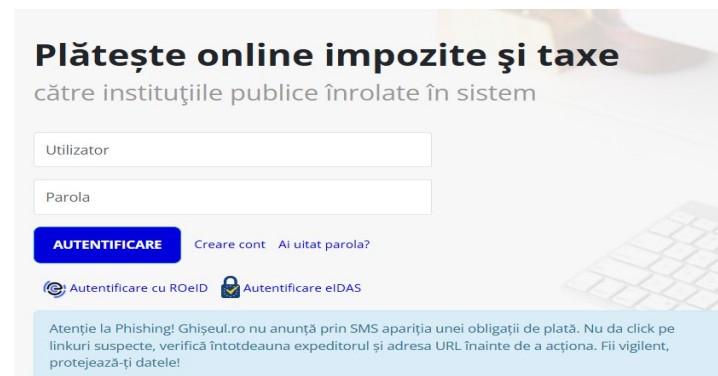 Plătește online impozite şi taxe
către instituţiile publice înrolate în sistem
Utilizator
Parola
AUTENTIFICARE Creare cont Ai uitat parola?
Autentificare cu ROeID Autentificare eIDAS
Atenție la Phishing! Ghișeul.ro nu anunță prin SMS apariția unei obligații de plată. Nu da click pe
linkuri suspecte, verifică întotdeauna expeditorul și adresa URL înainte de a acționa. Fii vigilent,
protejează-ți datele!